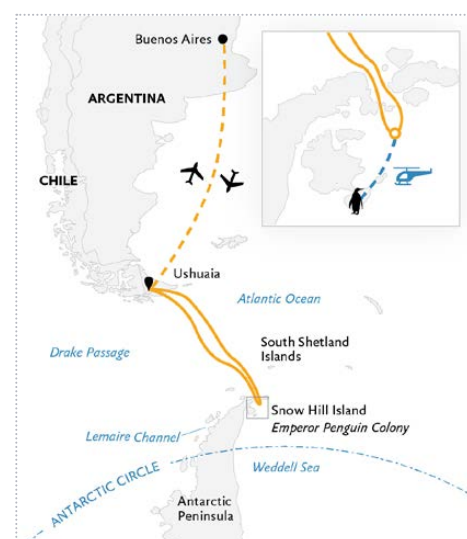 Buenos Aires
ARGENTINA
CHILE
Ushuaia
Atlantic Ocean
Drake Passage
South Shetland
Islands
Snow Hill Island
Emperor Penguin Colony
Lemaire Channel
Weddell Sea
ANTARCTIC CIRCLE
Antarctic
Peninsula